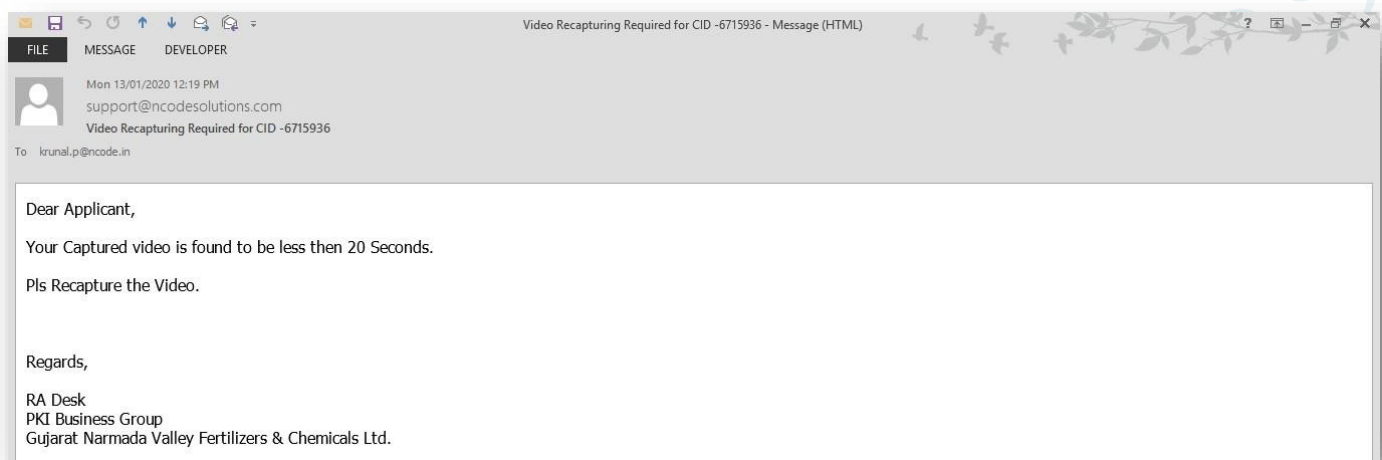 Video Recapturing Required for CID -6715936 - Message (HTML)
FILE MESSAGE DEVELOPER
Mon 13/01/2020 12:19 PM
support@ncodesolutions.com
Video Recapturing Required for CID -6715936
To krunal.p@ncode.in
Dear Applicant,
Your Captured video is found to be less then 20 Seconds.
Pls Recapture the Video.
Regards,
RA Desk
PKI Business Group
Gujarat Narmada Valley Fertilizers & Chemicals Ltd.